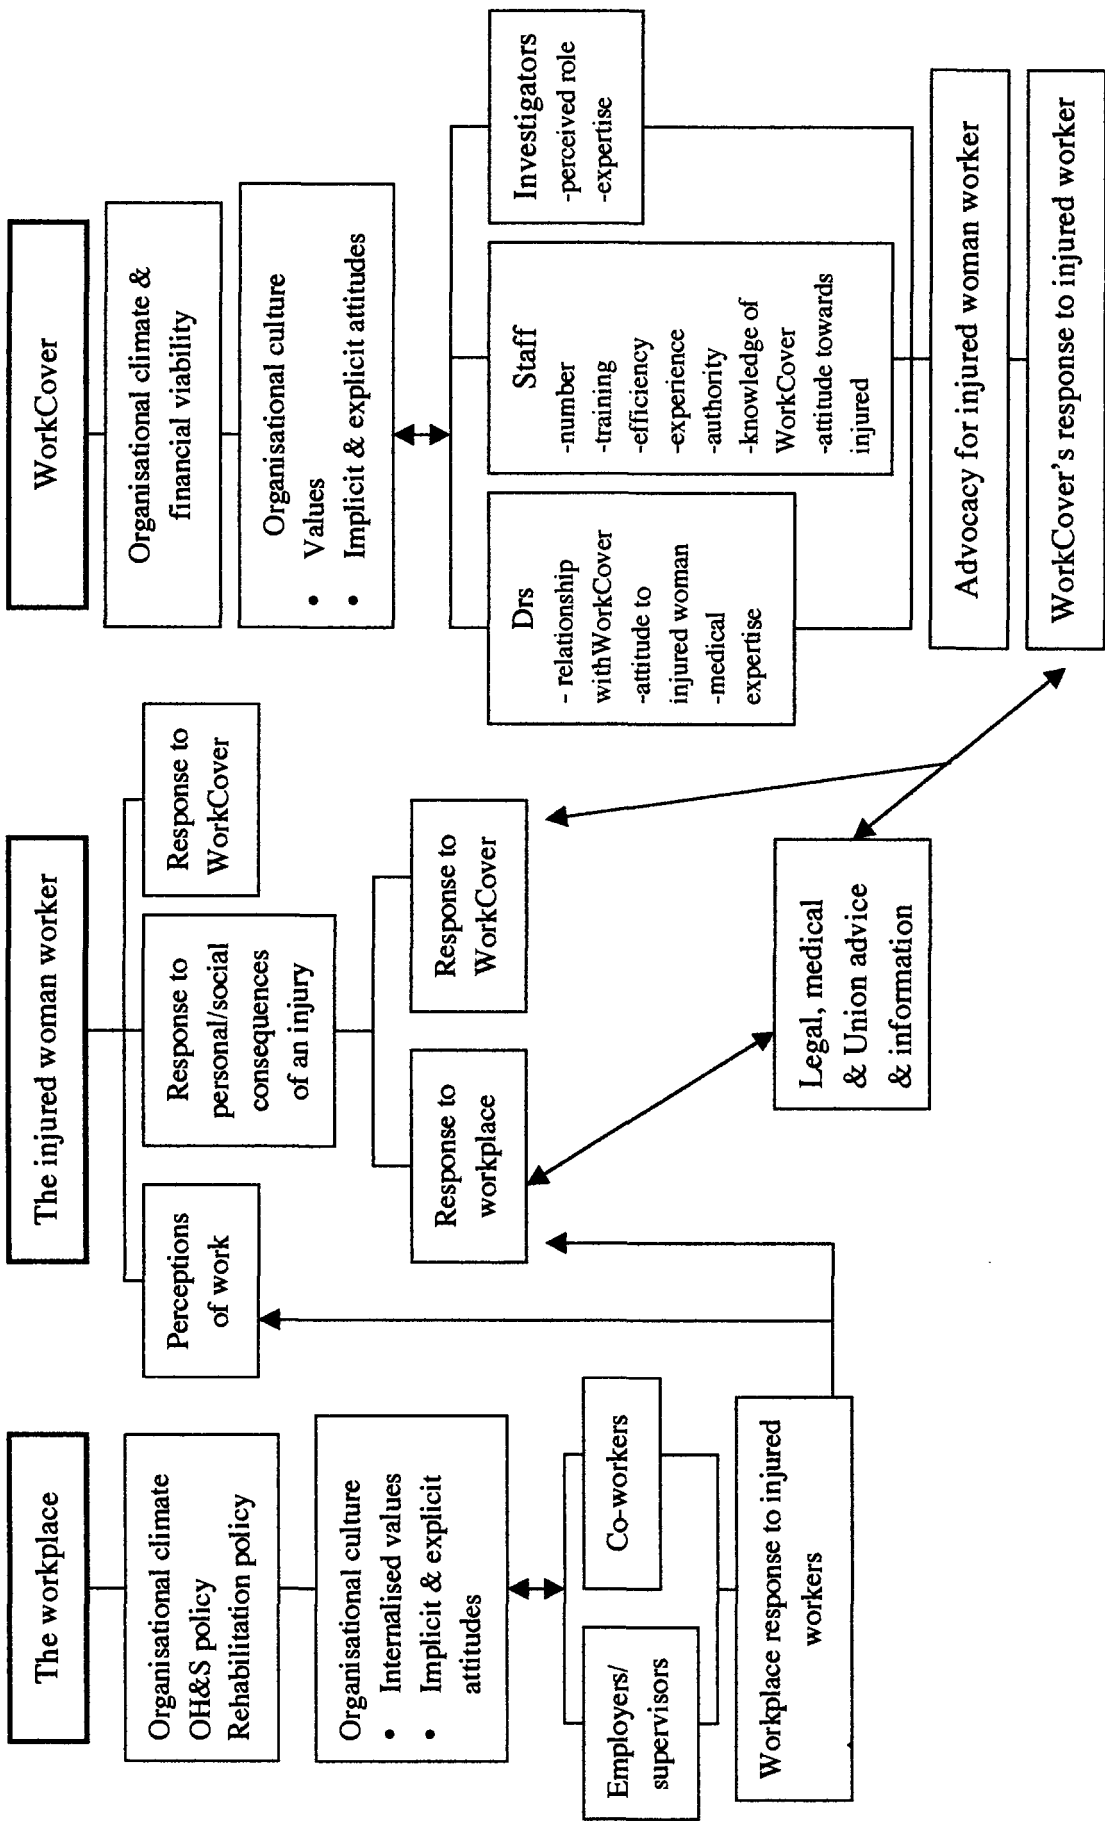 The workplace
Organisational climate
OH&S policy
Rehabilitation policy
Organisational culture
• Internalised values
• Implicit & explicit
attitudes
Employers/
supervisors
Co-workers
Workplace response to injured
workers
The injured woman worker
Perceptions
of work
Response to
personal/social
consequences
of an injury
Response to
WorkCover
Response to
workplace
Response to
WorkCover
Legal, medical
& Union advice
& information
WorkCover
Organisational climate &
financial viability
Organisational culture
• Values
• Implicit & explicit attitudes
Drs
- relationship
withWorkCover
-attitude to
injured woman
-medical
expertise
Staff
-number
-training
-efficiency
-experience
-authority
-knowledge of
WorkCover
-attitude towards
injured
Investigators
-perceived role
-expertise
Advocacy for injured woman worker
WorkCover's response to injured worker